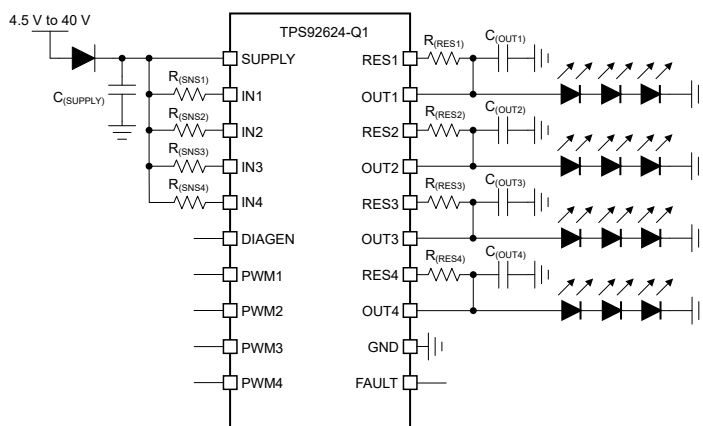 4.5 V to 40 V
TPS92624-Q1
C(SUPPLY)
SUPPLY
R(SNS1)
IN1
R(SNS2)
IN2
R(SNS3)
IN3
R(SNS4)
IN4
DIAGEN
PWM1
PWM2
PWM3
PWM4
RES1
R(RES1)
C(OUT1)
OUT1
RES2
R(RES2)
C(OUT2)
OUT2
RES3
R(RES3)
C(OUT3)
OUT3
RES4
R(RES4)
C(OUT4)
OUT4
GND
FAULT